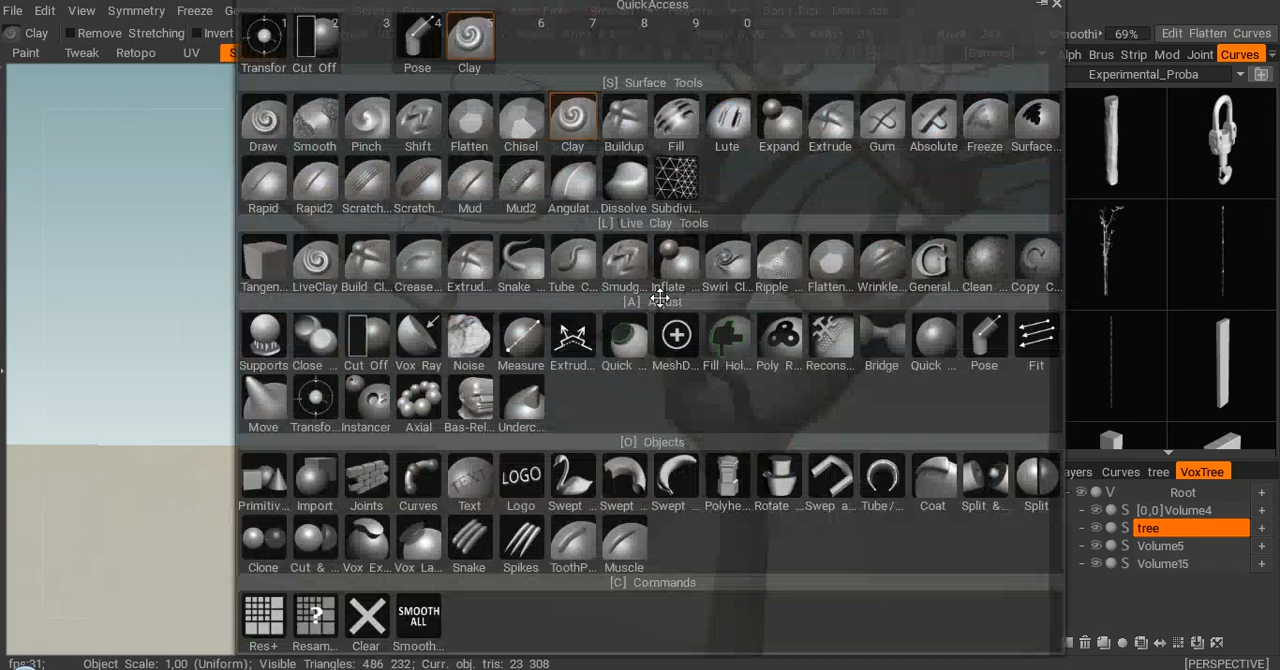 QuickAccess
File Edit View Symmetry Freeze
1 2 3 4 5 6 7 8 9 0
Clay Remove Stretching Invert
69% Edit Flatten Curves
Paint Tweak Retopo UV
Transfor Cut Off Pose Clay
Brus Strip Mod Joint Curves
Experimental_Proba
[S] Surface Tools
Draw Smooth Pinch Shift Flatten Chisel Clay Buildup Fill Lute Expand Extrude Gum Absolute Freeze Surface...
Rapid Rapid2 Scratch... Scratch... Mud Mud2 Angulat... Dissolve Subdivi...
[L] Live Clay Tools
Tangen... LiveClay Build Cl... Crease... Extrud... Snake ... Tube C... Smudg... Inflate ... Swirl Cl... Ripple ... Flatten... Wrinkle... General... Clean ... Copy C...
[A] Adjust
Supports Close ... Cut Off Vox Ray Noise Measure Extrud... Quick ... MeshD... Fill Hol... Poly R... Recons... Bridge Quick ... Pose Fit
Move Transfo... Instancer Axial Bas-Rel... Underc...
[O] Objects
TEXT LOGO
Primitiv... Import Joints Curves Text Logo Swept ... Swept ... Swept ... Polyhe... Rotate ... Swep a... Tube/... Coat Split &... Split
Clone Cut & ... Vox Ex... Vox La... Snake Spikes ToothP... Muscle
[C] Commands
? SMOOTH ALL
Res+ Resam... Clear Smooth...
ayers Curves tree VoxTree
V Root +
S [0,0]Volume4 +
S tree +
S Volume5 +
S Volume15 +
fps:31; Object Scale: 1,00 (Uniform); Visible Triangles: 486 232; Curr. obj. tris: 23 308
[PERSPECTIVE]